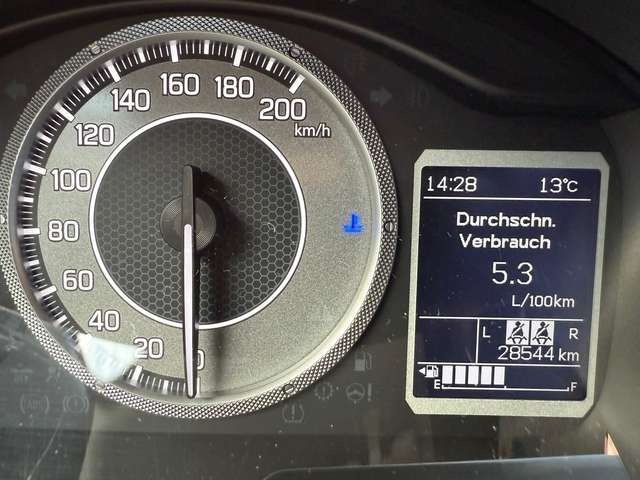 200
180
160
140
120
100
80
60
40
20
0
km/h
14:28 13°C
Durchschn.
Verbrauch
5.3
L/100km
L R
28544 km
E F
(ABS)